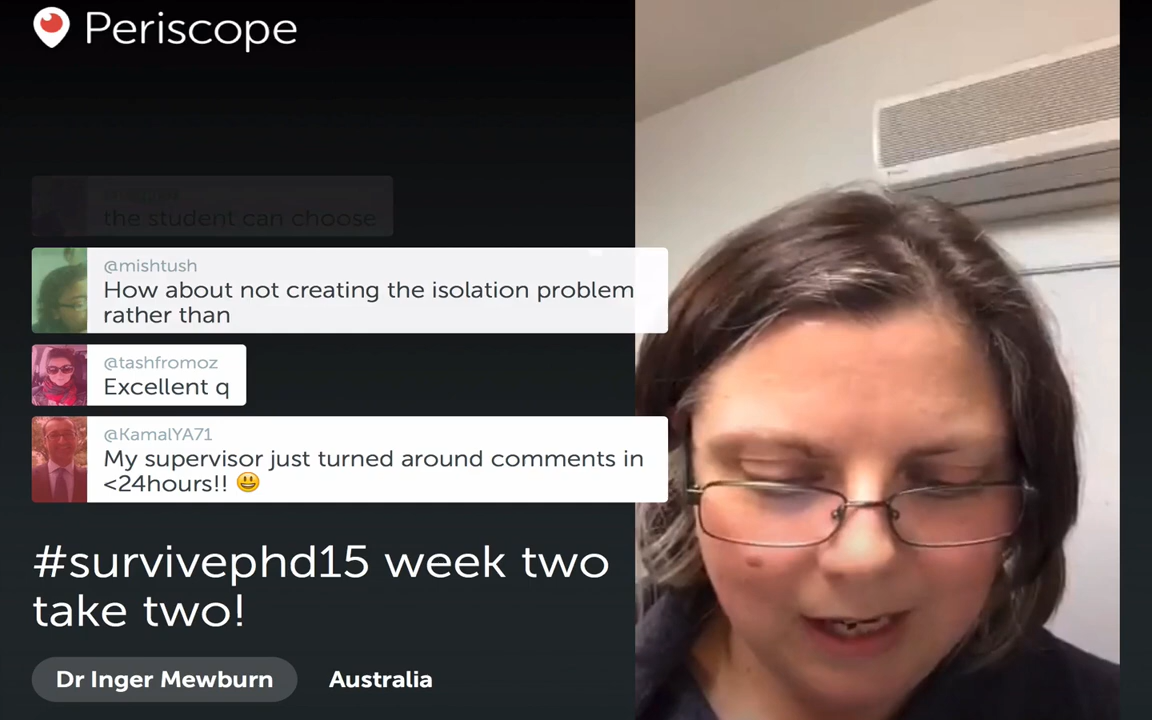 Periscope
the student can choose
@mishtush
How about not creating the isolation problem
rather than
@tashfromoz
Excellent q
@KamalYA71
My supervisor just turned around comments in
<24hours!! 😃
#survivephd15 week two
take two!
Dr Inger Mewburn
Australia